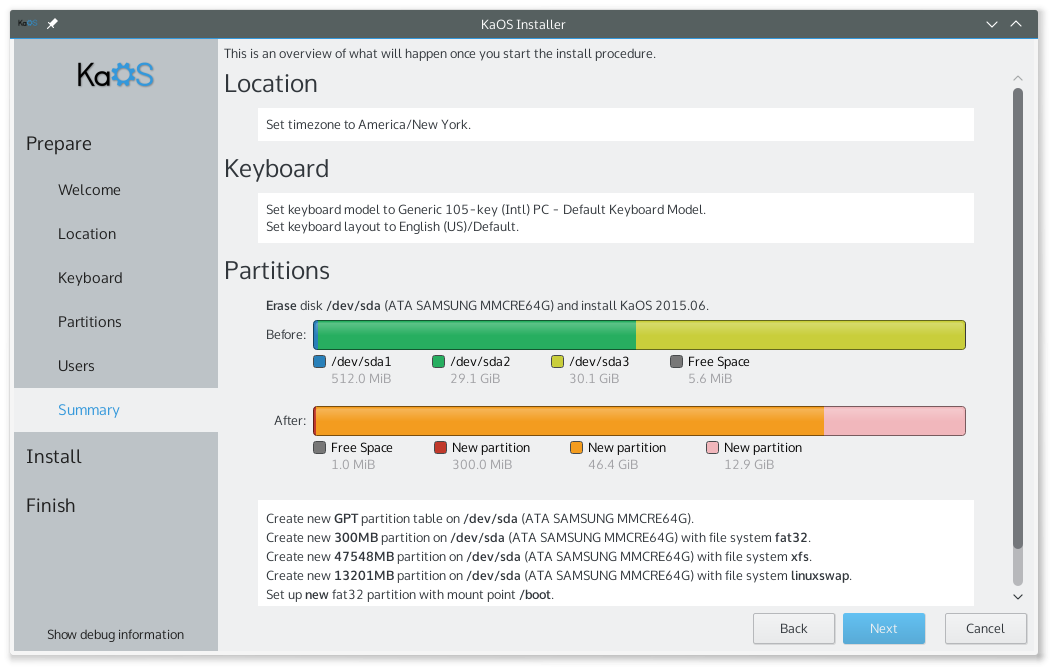 KaOS
KaOS Installer
KaOS
Prepare
Welcome
Location
Keyboard
Partitions
Users
Summary
Install
Finish
Show debug information
This is an overview of what will happen once you start the install procedure.
Location
Set timezone to America/New York.
Keyboard
Set keyboard model to Generic 105-key (Intl) PC - Default Keyboard Model.
Set keyboard layout to English (US)/Default.
Partitions
Erase disk /dev/sda (ATA SAMSUNG MMCRE64G) and install KaOS 2015.06.
Before:
/dev/sda1 /dev/sda2 /dev/sda3 Free Space
512.0 MiB 29.1 GiB 30.1 GiB 5.6 MiB
After:
Free Space New partition New partition New partition
1.0 MiB 300.0 MiB 46.4 GiB 12.9 GiB
Create new GPT partition table on /dev/sda (ATA SAMSUNG MMCRE64G).
Create new 300MB partition on /dev/sda (ATA SAMSUNG MMCRE64G) with file system fat32.
Create new 47548MB partition on /dev/sda (ATA SAMSUNG MMCRE64G) with file system xfs.
Create new 13201MB partition on /dev/sda (ATA SAMSUNG MMCRE64G) with file system linuxswap.
Set up new fat32 partition with mount point /boot.
Back Next Cancel